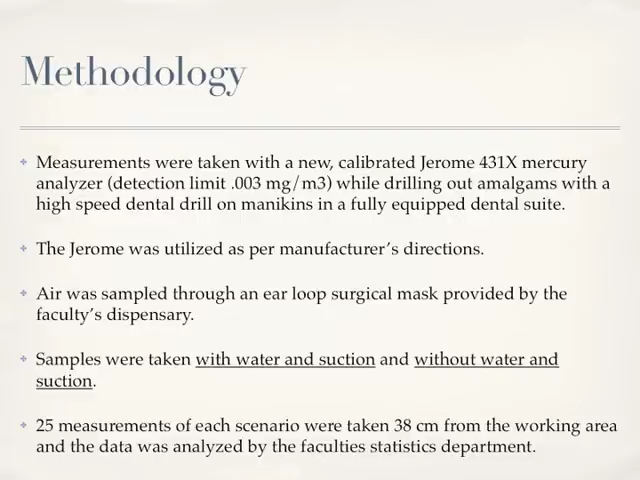 Methodology
Measurements were taken with a new, calibrated Jerome 431X mercury
analyzer (detection limit .003 mg/m3) while drilling out amalgams with a
high speed dental drill on manikins in a fully equipped dental suite.
The Jerome was utilized as per manufacturer’s directions.
Air was sampled through an ear loop surgical mask provided by the
faculty’s dispensary.
Samples were taken with water and suction and without water and
suction.
25 measurements of each scenario were taken 38 cm from the working area
and the data was analyzed by the faculties statistics department.